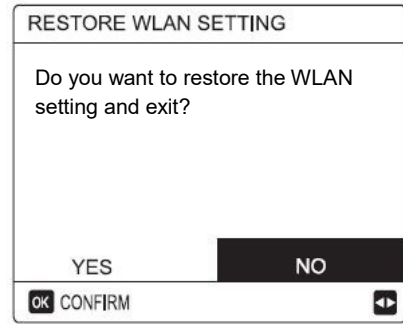 RESTORE WLAN SETTING
Do you want to restore the WLAN
setting and exit?
YES NO
OK CONFIRM